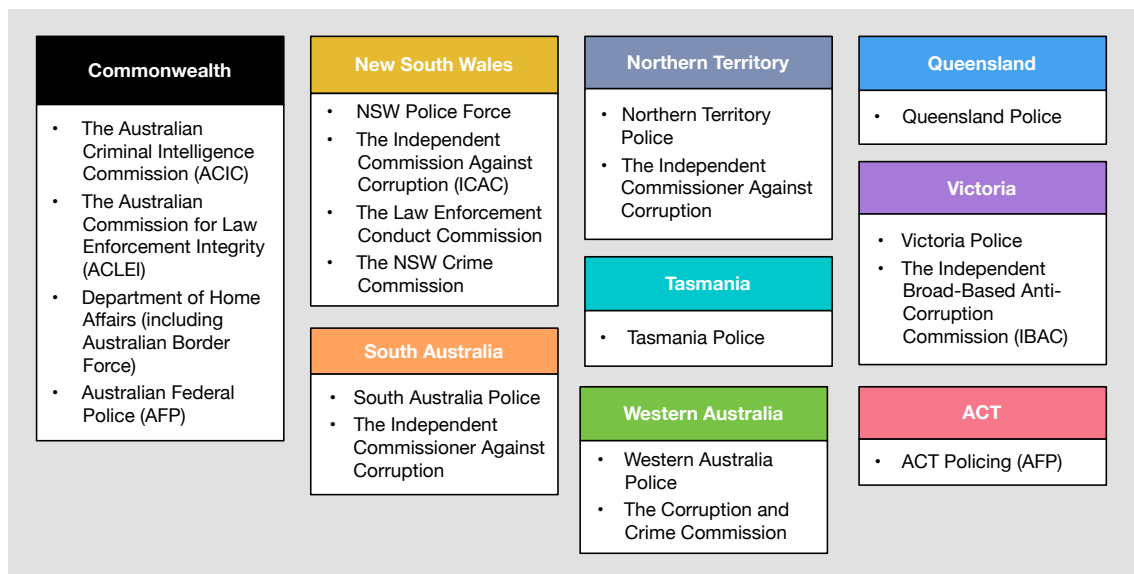 Commonwealth
• The Australian
Criminal Intelligence
Commission (ACIC)
• The Australian
Commission for Law
Enforcement Integrity
(ACLEI)
• Department of Home
Affairs (including
Australian Border
Force)
• Australian Federal
Police (AFP)
New South Wales
• NSW Police Force
• The Independent
Commission Against
Corruption (ICAC)
• The Law Enforcement
Conduct Commission
• The NSW Crime
Commission
South Australia
• South Australia Police
• The Independent
Commissioner Against
Corruption
Northern Territory
• Northern Territory
Police
• The Independent
Commissioner Against
Corruption
Tasmania
• Tasmania Police
Western Australia
• Western Australia
Police
• The Corruption and
Crime Commission
Queensland
• Queensland Police
Victoria
• Victoria Police
• The Independent
Broad-Based Anti-
Corruption
Commission (IBAC)
ACT
• ACT Policing (AFP)